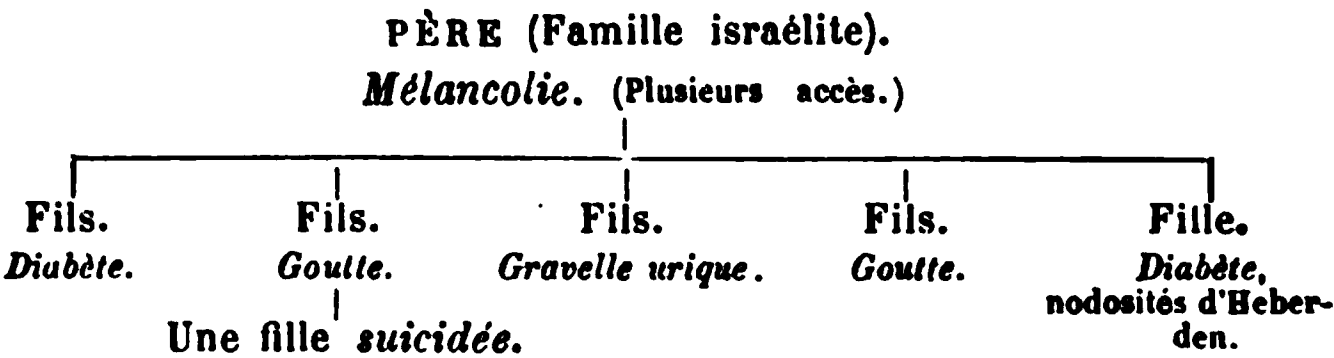 PÈRE (Famille israélite).
Mélancolie. (Plusieurs accès.)
Fils. Fils. Fils. Fils. Fille.
Diabète. Goutte. Gravelle urique. Goutte. Diabète,
nodosités d'Heber-
Une fille suicidée. den.